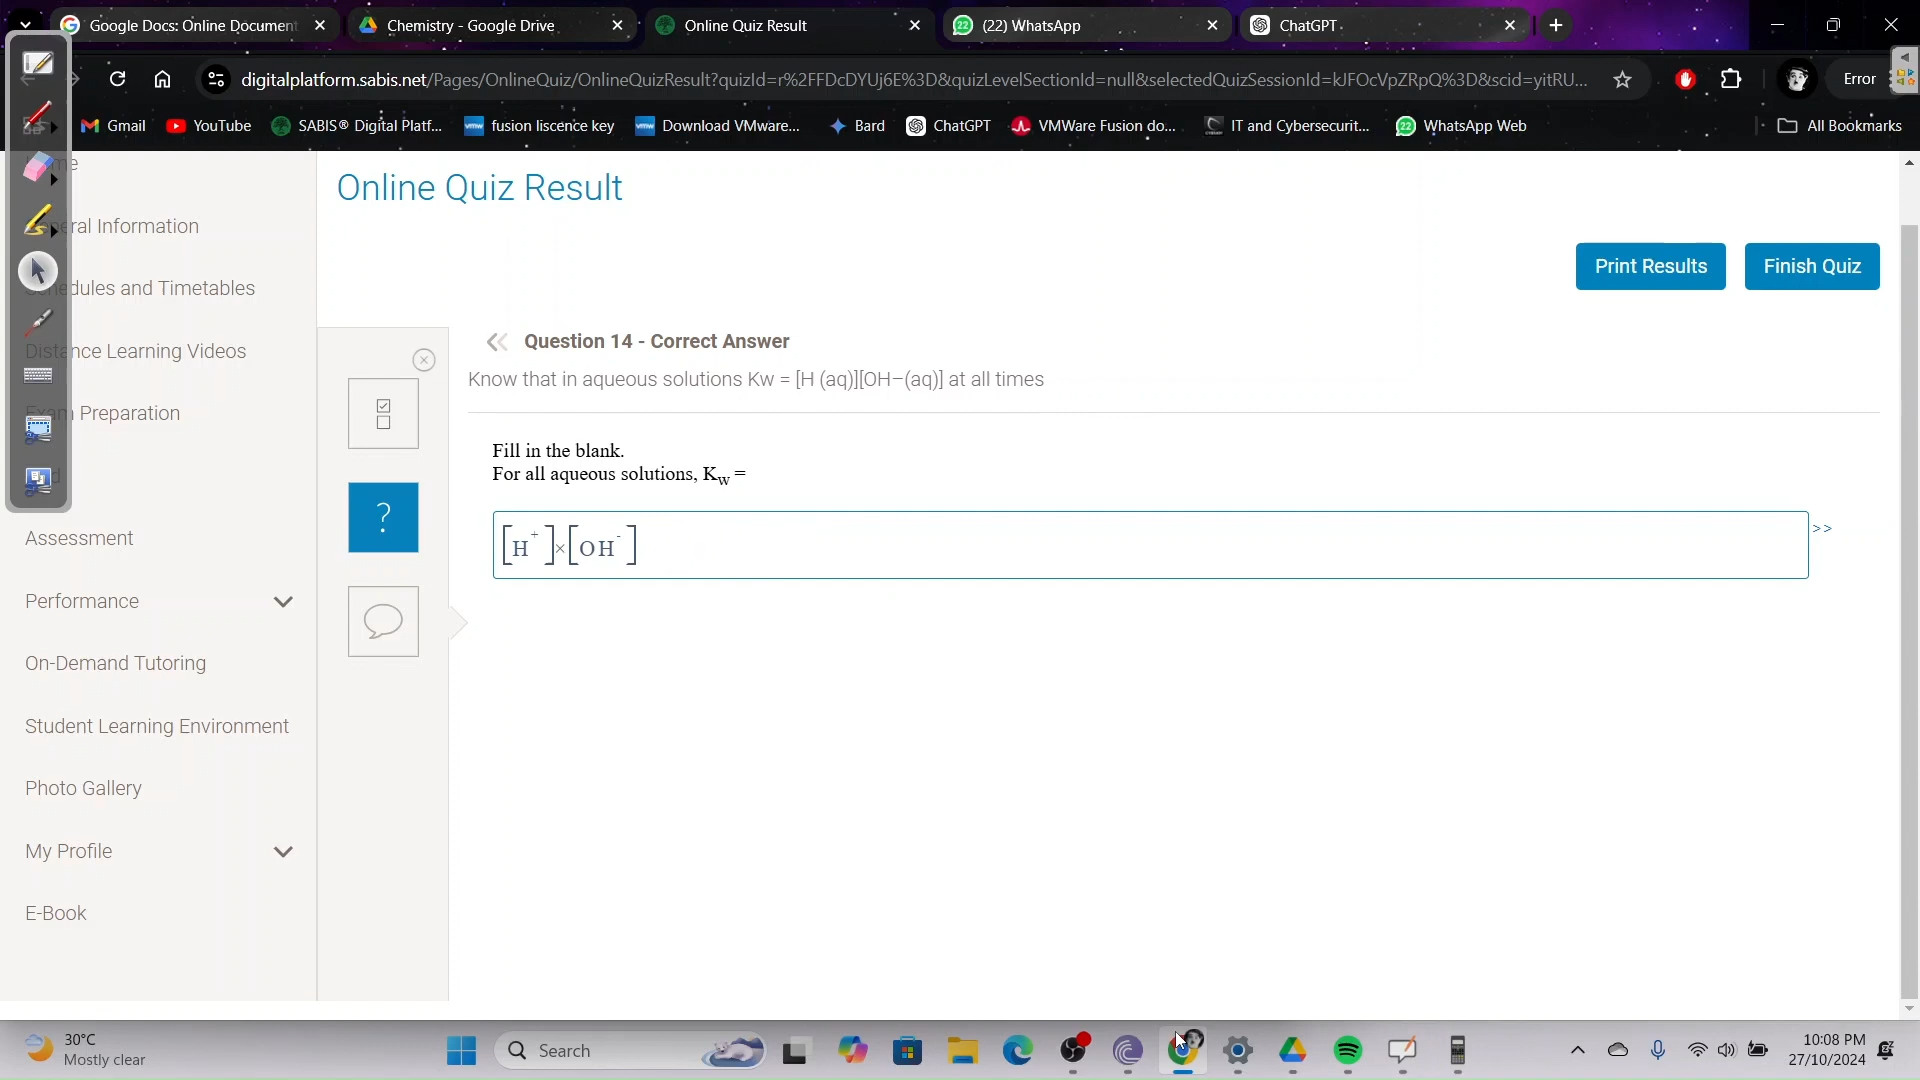 Google Docs: Online Document
Chemistry - Google Drive
Online Quiz Result
(22) WhatsApp
ChatGPT
digitalplatform.sabis.net/Pages/OnlineQuiz/OnlineQuizResult?quizId=r%2FFDcDYUj6E%3D&quizLevelSectionId=null&selectedQuizSessionId=kJFOcVpZRpQ%3D&scid=yitRU...
Error
Gmail
YouTube
SABIS® Digital Platf...
fusion liscence key
Download VMware...
Bard
ChatGPT
VMWare Fusion do...
IT and Cybersecurit...
WhatsApp Web
All Bookmarks
Online Quiz Result
eral Information
edules and Timetables
Distance Learning Videos
Exam Preparation
Assessment
Performance
On-Demand Tutoring
Student Learning Environment
Photo Gallery
My Profile
E-Book
Print Results
Finish Quiz
Question 14 - Correct Answer
Know that in aqueous solutions Kw = [H (aq)][OH−(aq)] at all times
Fill in the blank.
For all aqueous solutions, Kw =
[H+]×[OH-]
>>
?
30°C
Mostly clear
Search
10:08 PM
27/10/2024